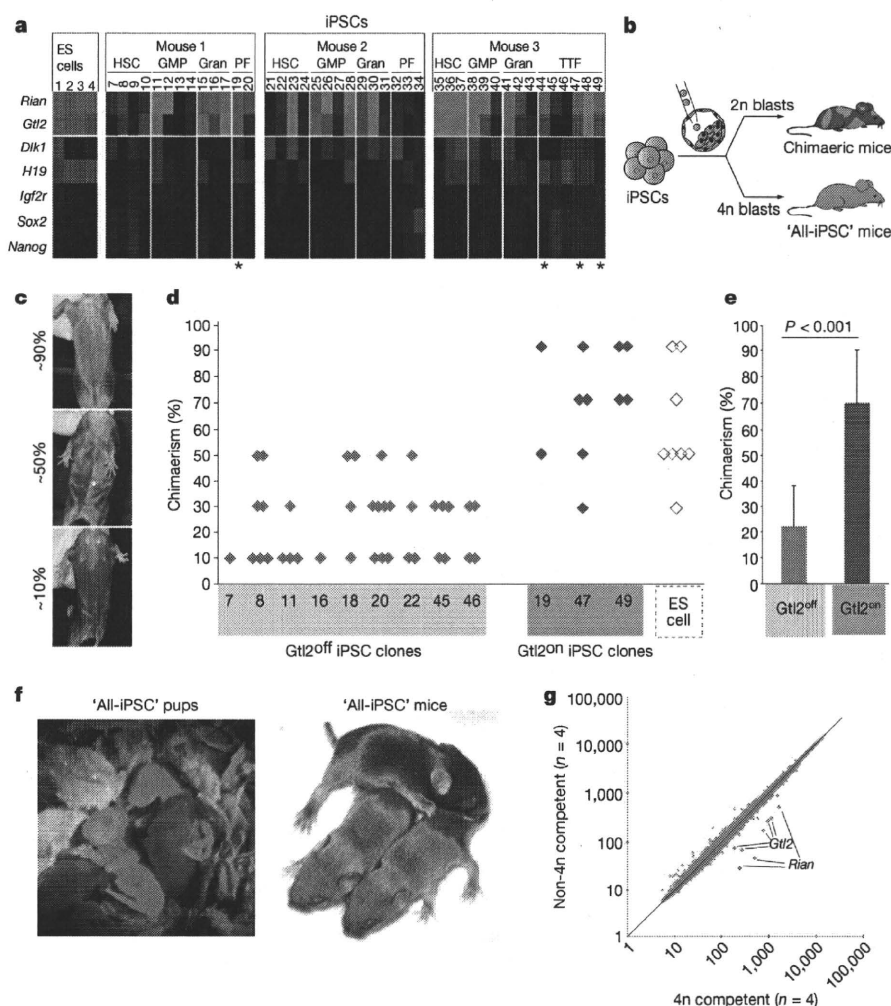 a
iPSCs
ES cells
Mouse 1
Mouse 2
Mouse 3
HSC GMP Gran PF
HSC GMP Gran PF
HSC GMP Gran TTF
1 2 3 4
7 8 9 10 11 12 13 14 15 16 17 19 20
21 22 23 24 25 26 27 28 29 30 31 32 33 34
35 36 37 38 39 40 41 42 43 44 45 46 47 48 49
Rian
Gtl2
Dlk1
H19
Igf2r
Sox2
Nanog
* * * *
b
iPSCs
2n blasts
Chimaeric mice
4n blasts
'All-iPSC' mice
c
~90%
~50%
~10%
d
Chimaerism (%)
100
90
80
70
60
50
40
30
20
10
0
7 8 11 16 18 20 22 45 46
19 47 49
ES cell
Gtl2off iPSC clones
Gtl2on iPSC clones
e
P < 0.001
Chimaerism (%)
100
90
80
70
60
50
40
30
20
10
0
Gtl2off
Gtl2on
f
'All-iPSC' pups
'All-iPSC' mice
g
Non-4n competent (n = 4)
100,000
10,000
1,000
100
10
1
Gtl2
Rian
1
10
100
1,000
10,000
100,000
4n competent (n = 4)